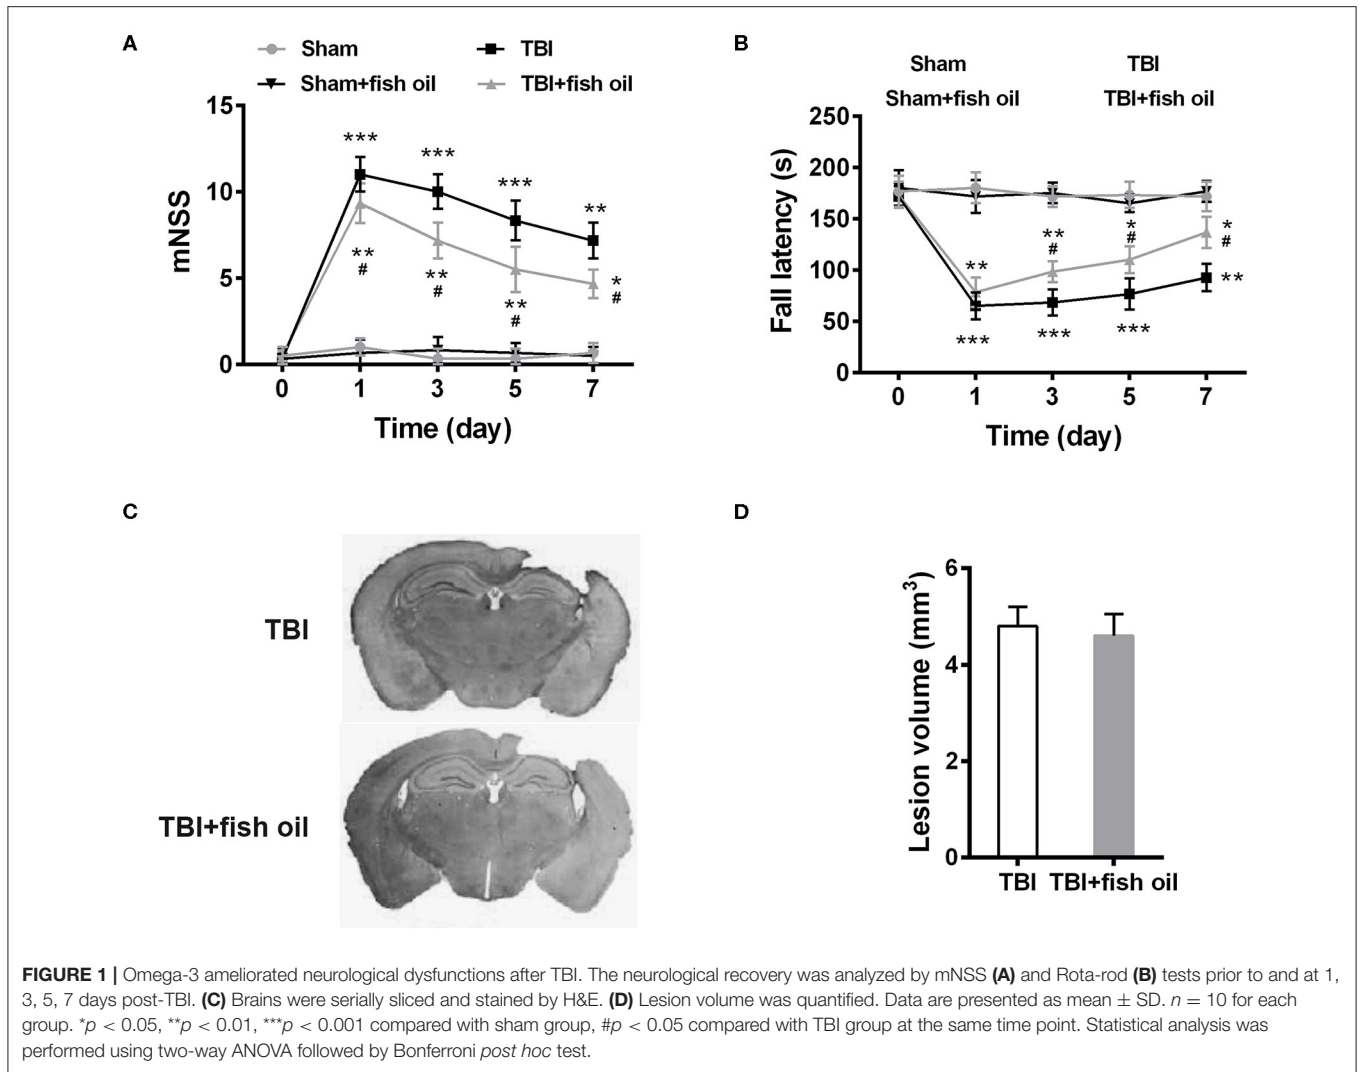 A
Sham
TBI
Sham+fish oil
TBI+fish oil
15
10
5
0
mNSS
***
***
***
**
**
#
**
#
**
#
*
#
0 1 3 5 7
Time (day)
B
Sham
TBI
Sham+fish oil
TBI+fish oil
250
200
150
100
50
0
Fall latency (s)
**
**
#
*
#
*
#
**
***
***
***
0 1 3 5 7
Time (day)
C
TBI
TBI+fish oil
D
6
4
2
0
Lesion volume (mm³)
TBI TBI+fish oil
FIGURE 1 | Omega-3 ameliorated neurological dysfunctions after TBI. The neurological recovery was analyzed by mNSS (A) and Rota-rod (B) tests prior to and at 1,
3, 5, 7 days post-TBI. (C) Brains were serially sliced and stained by H&E. (D) Lesion volume was quantified. Data are presented as mean ± SD. n = 10 for each
group. *p < 0.05, **p < 0.01, ***p < 0.001 compared with sham group, #p < 0.05 compared with TBI group at the same time point. Statistical analysis was
performed using two-way ANOVA followed by Bonferroni post hoc test.